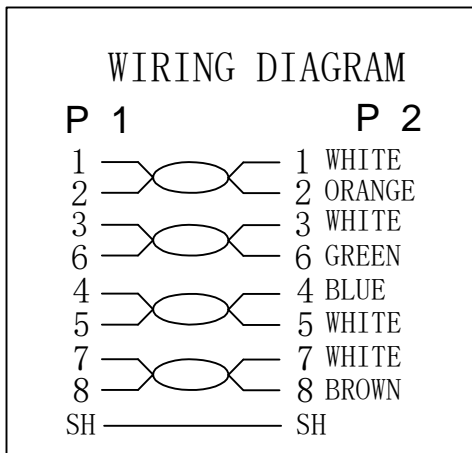 WIRING DIAGRAM
P 1 P 2
1 1 WHITE
2 2 ORANGE
3 3 WHITE
6 6 GREEN
4 4 BLUE
5 5 WHITE
7 7 WHITE
8 8 BROWN
SH SH